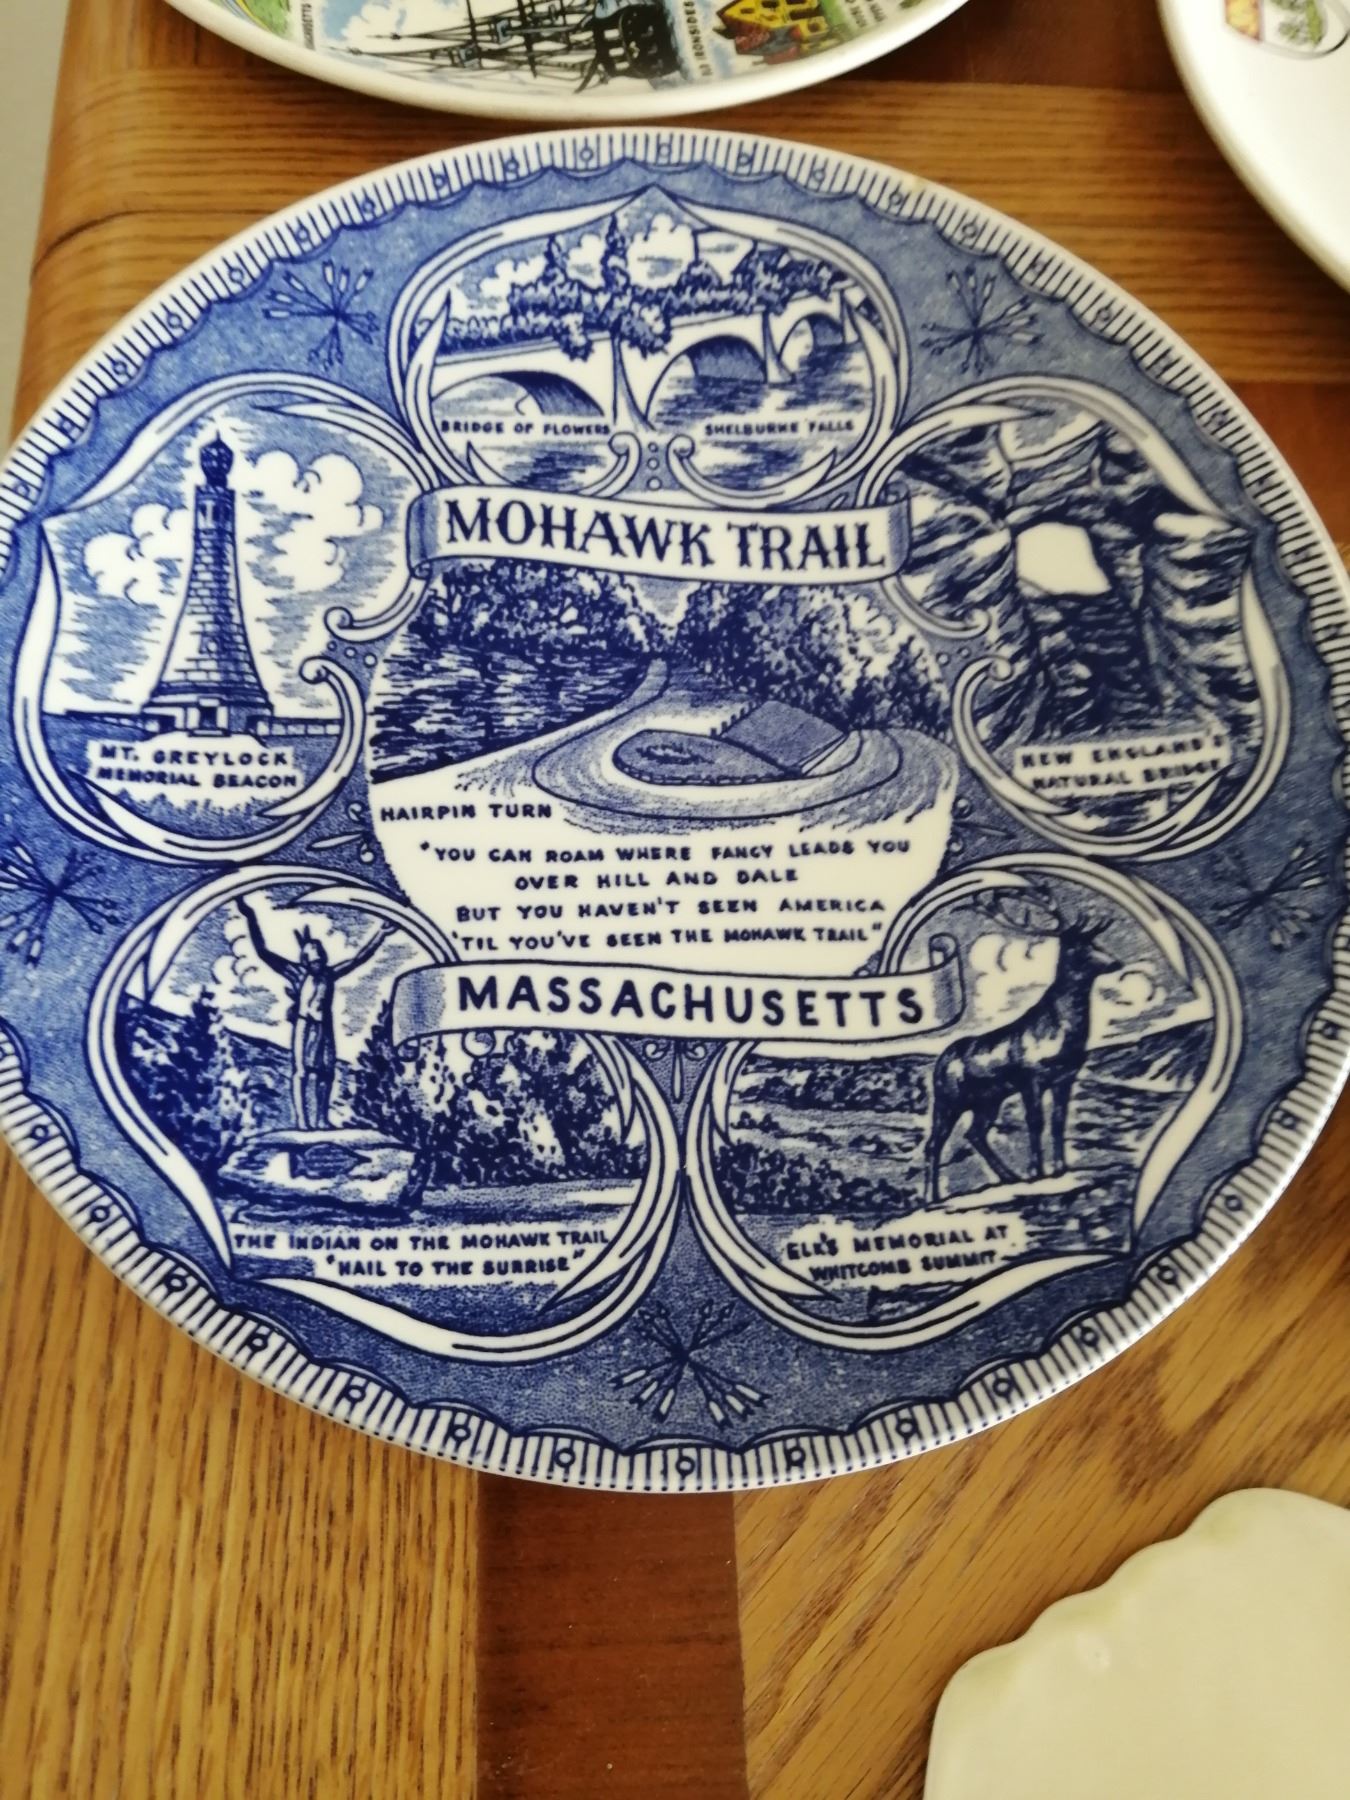 BRIDGE OF FLOWERS
SHELBURNE FALLS
MOHAWK TRAIL
MT. GREYLOCK
MEMORIAL BEACON
NEW ENGLAND'S
NATURAL BRIDGE
HAIRPIN TURN
"YOU CAN ROAM WHERE FANCY LEADS YOU
OVER HILL AND DALE
BUT YOU HAVEN'T SEEN AMERICA
'TIL YOU'VE SEEN THE MOHAWK TRAIL"
MASSACHUSETTS
THE INDIAN ON THE MOHAWK TRAIL
"HAIL TO THE SUNRISE"
ELK'S MEMORIAL AT
WHITCOMB SUMMIT